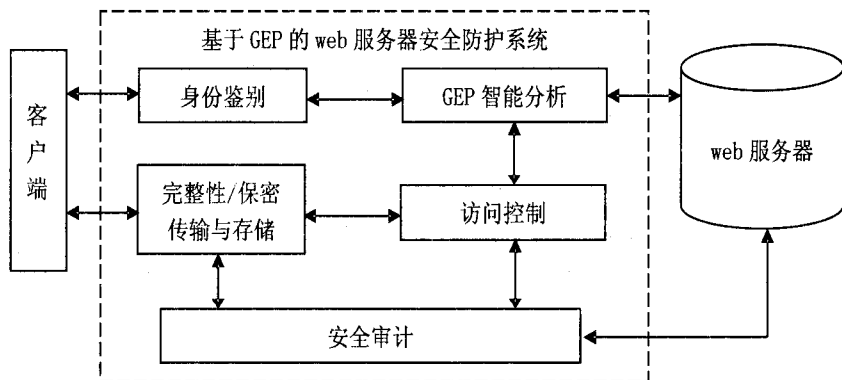 基于 GEP 的 web 服务器安全防护系统
客户端
身份鉴别
GEP 智能分析
web 服务器
完整性/保密
传输与存储
访问控制
安全审计